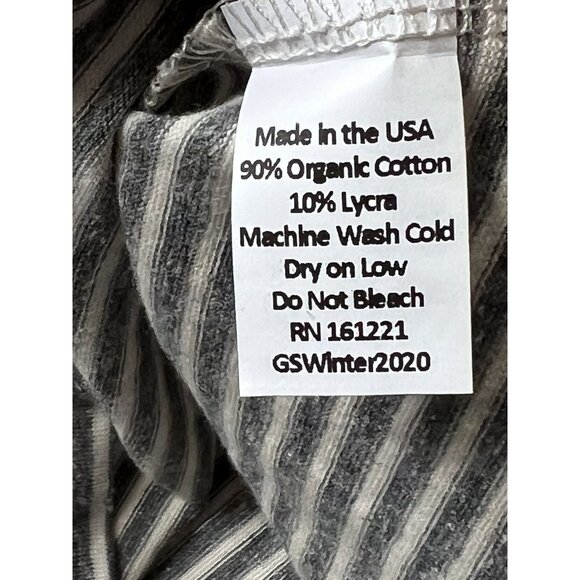 Made in the USA
90% Organic Cotton
10% Lycra
Machine Wash Cold
Dry on Low
Do Not Bleach
RN 161221
GSWinter2020